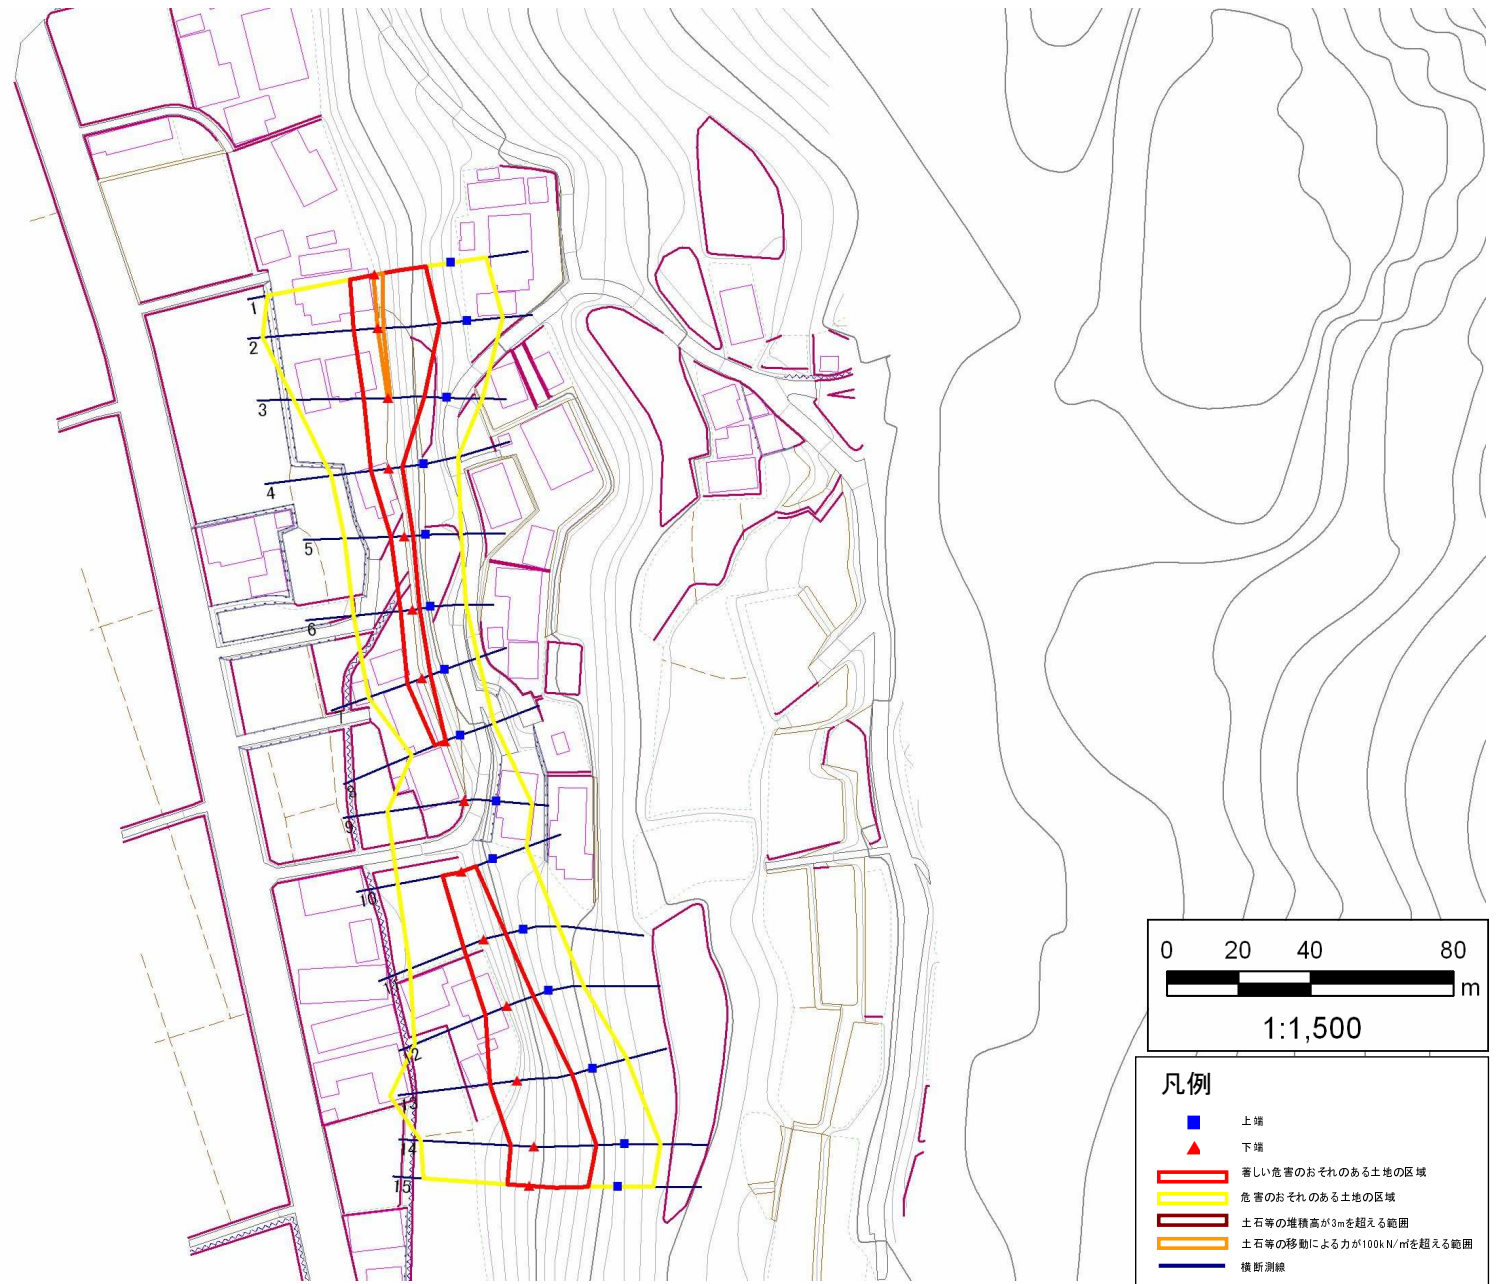 1
2
3
4
5
6
7
8
9
10
11
12
13
14
15
0 20 40 80
m
1:1,500
凡例
上端
下端
著しい危害のおそれのある土地の区域
危害のおそれのある土地の区域
土石等の堆積高が3mを超える範囲
土石等の移動による力が100kN/㎡を超える範囲
横断測線